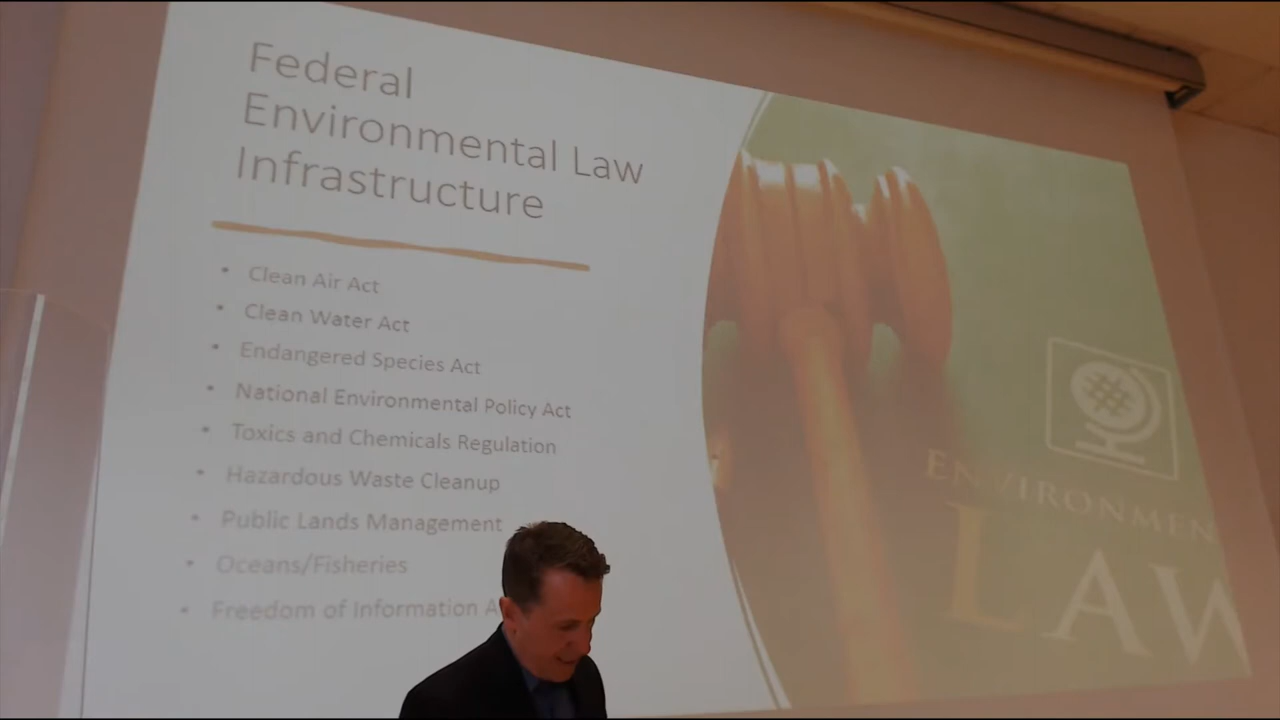 Federal
Environmental Law
Infrastructure
• Clean Air Act
• Clean Water Act
• Endangered Species Act
• National Environmental Policy Act
• Toxics and Chemicals Regulation
• Hazardous Waste Cleanup
• Public Lands Management
• Oceans/Fisheries
• Freedom of Information A
ENVIRONMEN
LAW